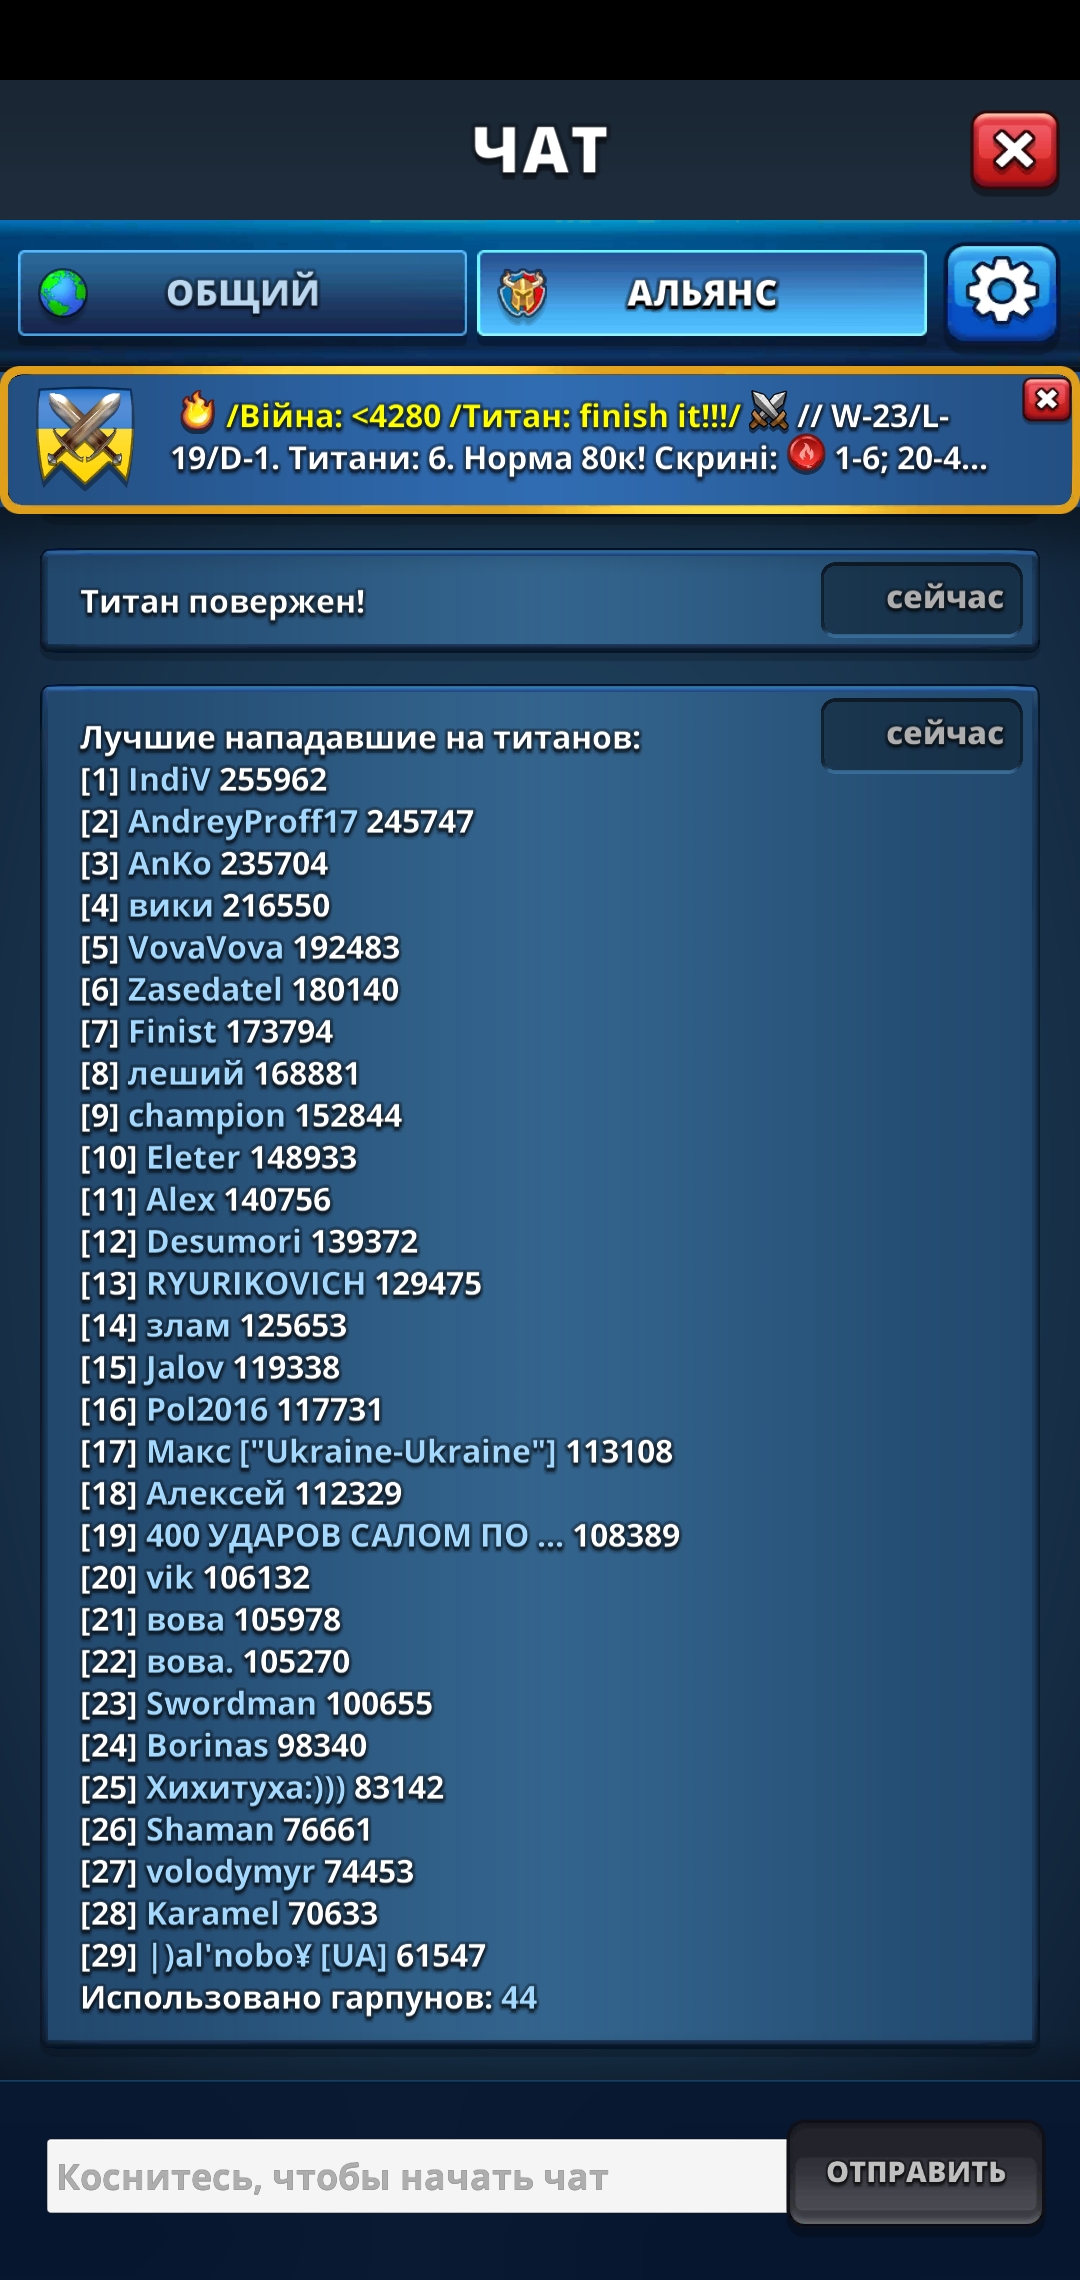 ЧАТ
ОБЩИЙ
АЛЬЯНС
/Війна: <4280 /Титан: finish it!!!/ // W-23/L-
19/D-1. Титани: 6. Норма 80к! Скрині: 1-6; 20-4...
Титан повержен!
сейчас
сейчас
Лучшие нападавшие на титанов:
[1] IndiV 255962
[2] AndreyProff17 245747
[3] AnKo 235704
[4] вики 216550
[5] VovaVova 192483
[6] Zasedatel 180140
[7] Finist 173794
[8] леший 168881
[9] champion 152844
[10] Eleter 148933
[11] Alex 140756
[12] Desumori 139372
[13] RYURIKOVICH 129475
[14] злам 125653
[15] Jalov 119338
[16] Pol2016 117731
[17] Макс ["Ukraine-Ukraine"] 113108
[18] Алексей 112329
[19] 400 УДАРОВ САЛОМ ПО ... 108389
[20] vik 106132
[21] вова 105978
[22] вова. 105270
[23] Swordman 100655
[24] Borinas 98340
[25] Хихитуха:))) 83142
[26] Shaman 76661
[27] volodymyr 74453
[28] Karamel 70633
[29] |)al'nobo¥ [UA] 61547
Использовано гарпунов: 44
Коснитесь, чтобы начать чат
ОТПРАВИТЬ